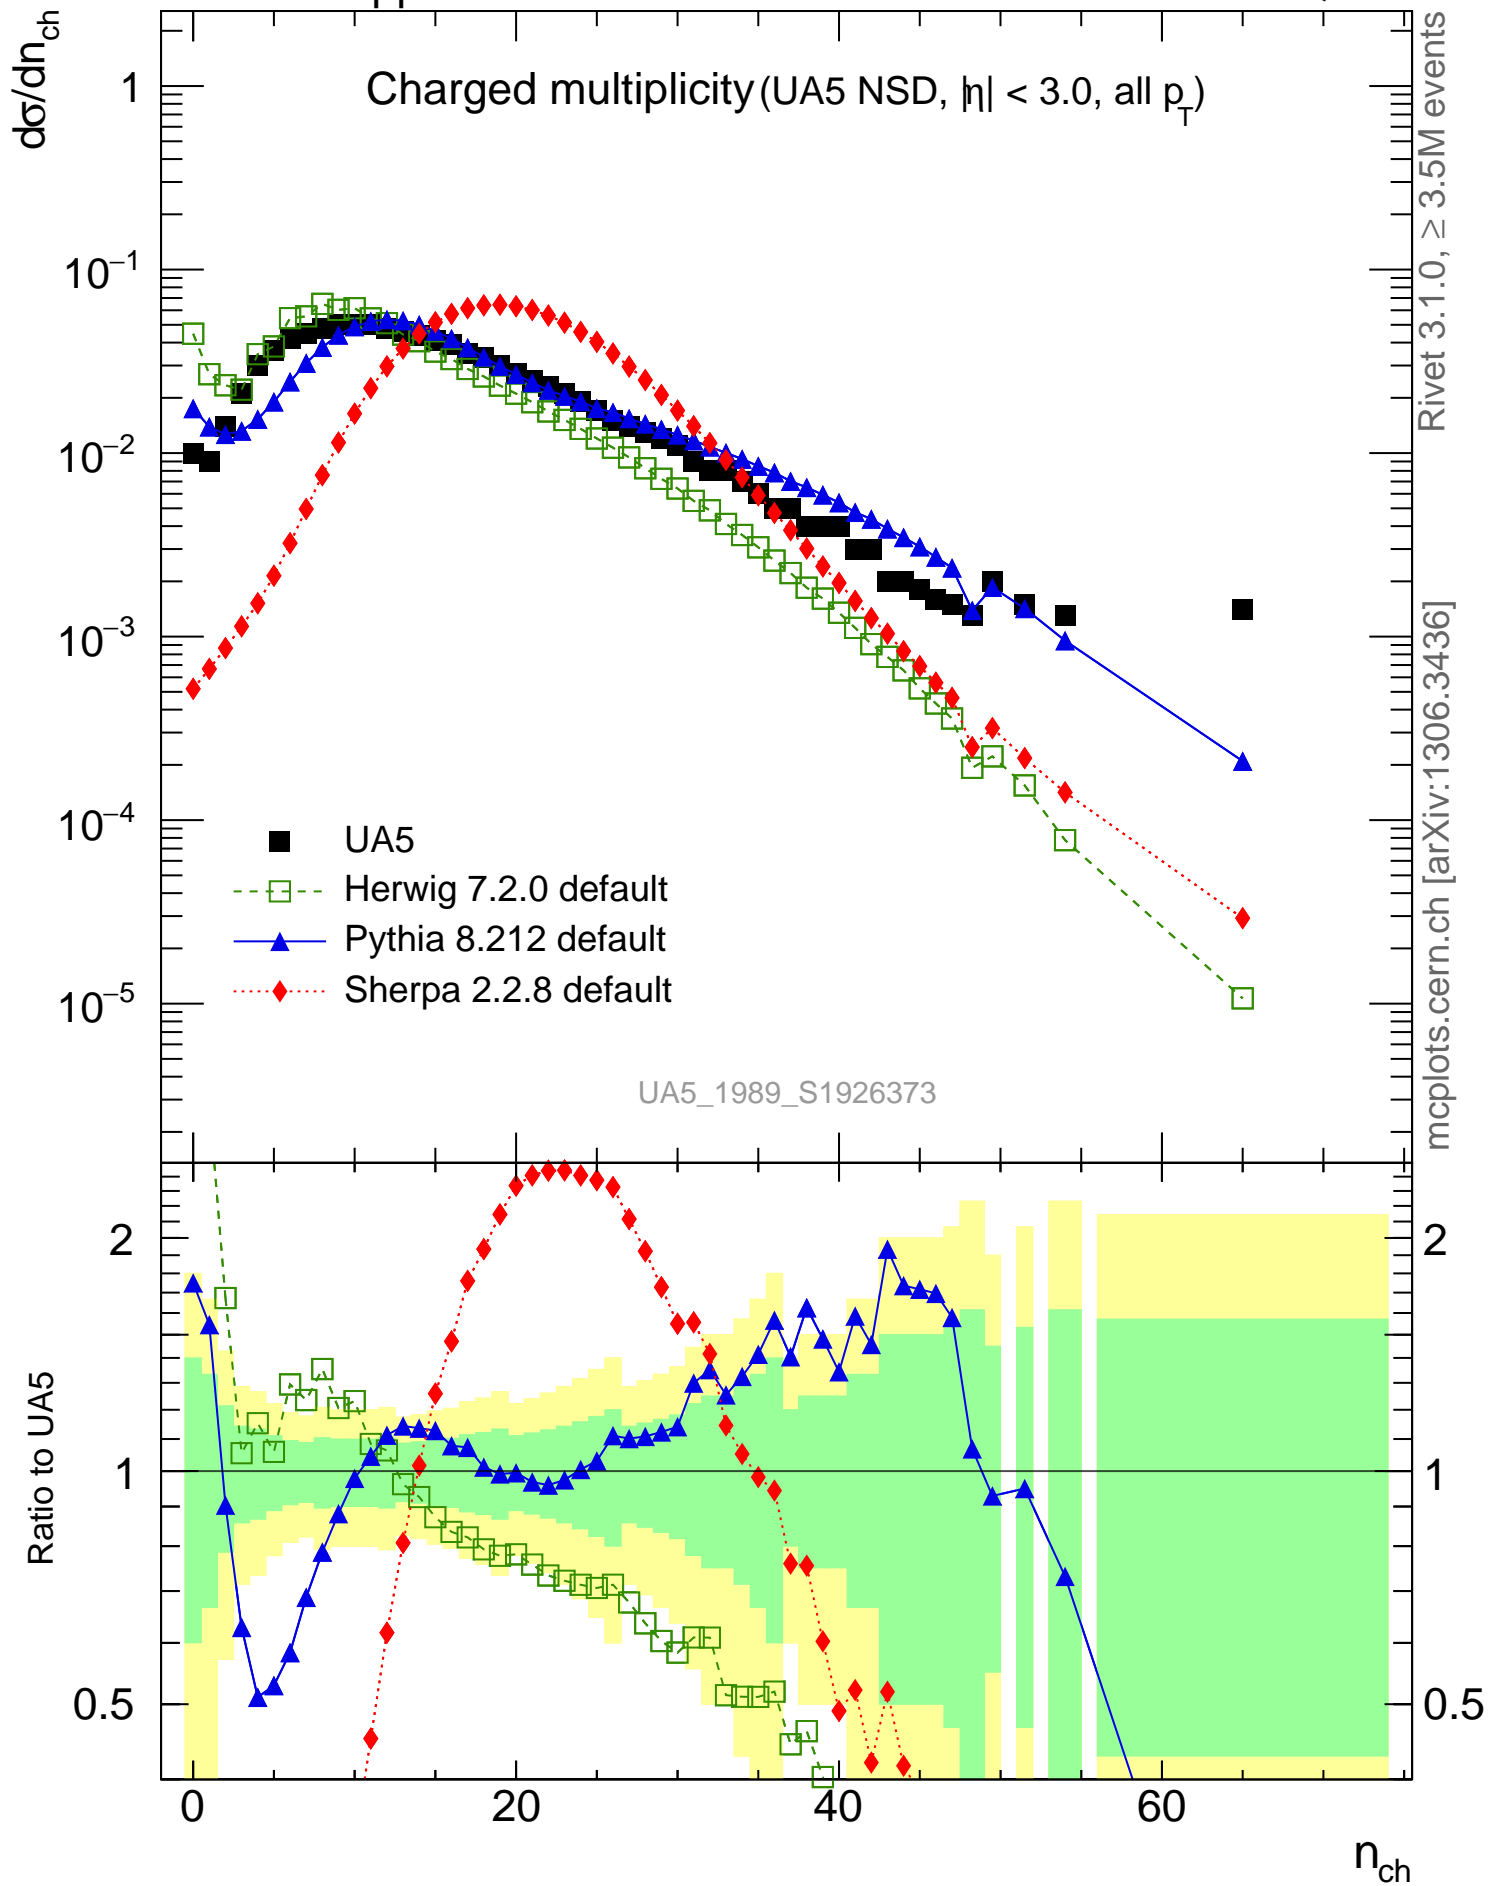 dσ/dn_ch
Charged multiplicity (UA5 NSD, |η| < 3.0, all p_T)
1
10⁻¹
10⁻²
10⁻³
10⁻⁴
10⁻⁵
UA5
Herwig 7.2.0 default
Pythia 8.212 default
Sherpa 2.2.8 default
UA5_1989_S1926373
Rivet 3.1.0, ≥ 3.5M events
mcplots.cern.ch [arXiv:1306.3436]
Ratio to UA5
2
1
0.5
2
1
0.5
0 20 40 60
n_ch